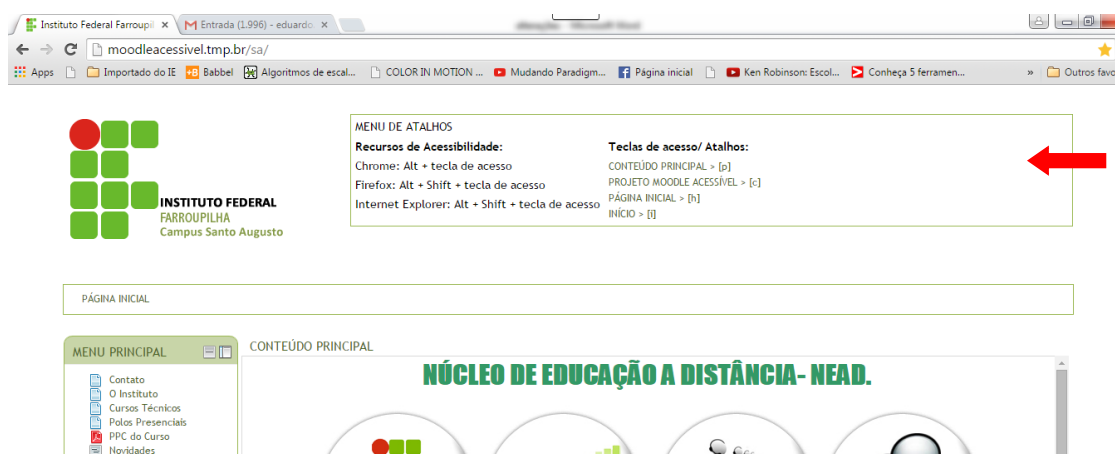 Instituto Federal Farroupil
Entrada (1.996) - eduardo.
Microsoft Word
moodleacessivel.tmp.br/sa/
Apps
Importado do IE
Babbel
Algoritmos de escal...
COLOR IN MOTION ...
Mudando Paradigm...
Página inicial
Ken Robinson: Escol...
Conheça 5 ferramen...
»
Outros favo
INSTITUTO FEDERAL
FARROUPILHA
Campus Santo Augusto
MENU DE ATALHOS
Recursos de Acessibilidade:
Chrome: Alt + tecla de acesso
Firefox: Alt + Shift + tecla de acesso
Internet Explorer: Alt + Shift + tecla de acesso
Teclas de acesso/ Atalhos:
CONTEÚDO PRINCIPAL > [p]
PROJETO MOODLE ACESSÍVEL > [c]
PÁGINA INICIAL > [h]
INÍCIO > [i]
PÁGINA INICIAL
MENU PRINCIPAL
Contato
O Instituto
Cursos Técnicos
Polos Presenciais
PPC do Curso
Novidades
CONTEÚDO PRINCIPAL
NÚCLEO DE EDUCAÇÃO A DISTÂNCIA- NEAD.